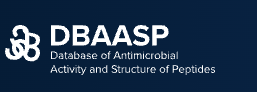 DBAASP
Database of Antimicrobial
Activity and Structure of Peptides